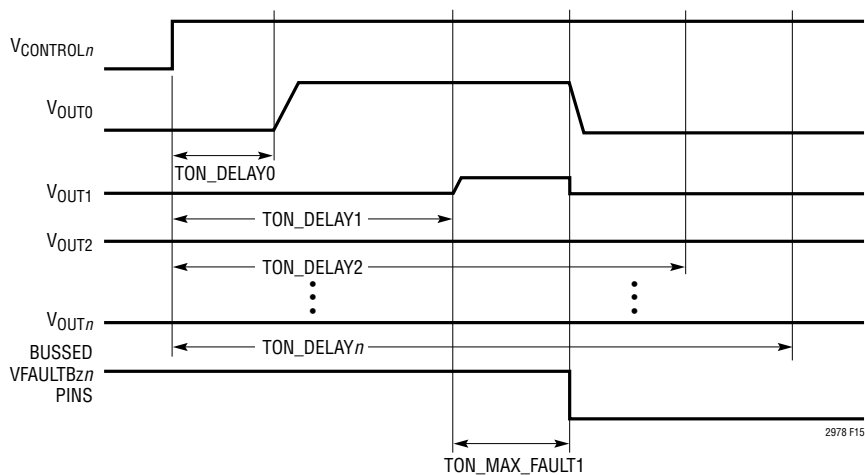 VCONTROLn
VOUT0
TON_DELAY0
VOUT1
TON_DELAY1
VOUT2
TON_DELAY2
VOUTn
TON_DELAYn
BUSSED
VFAULTBzn
PINS
2978 F15
TON_MAX_FAULT1